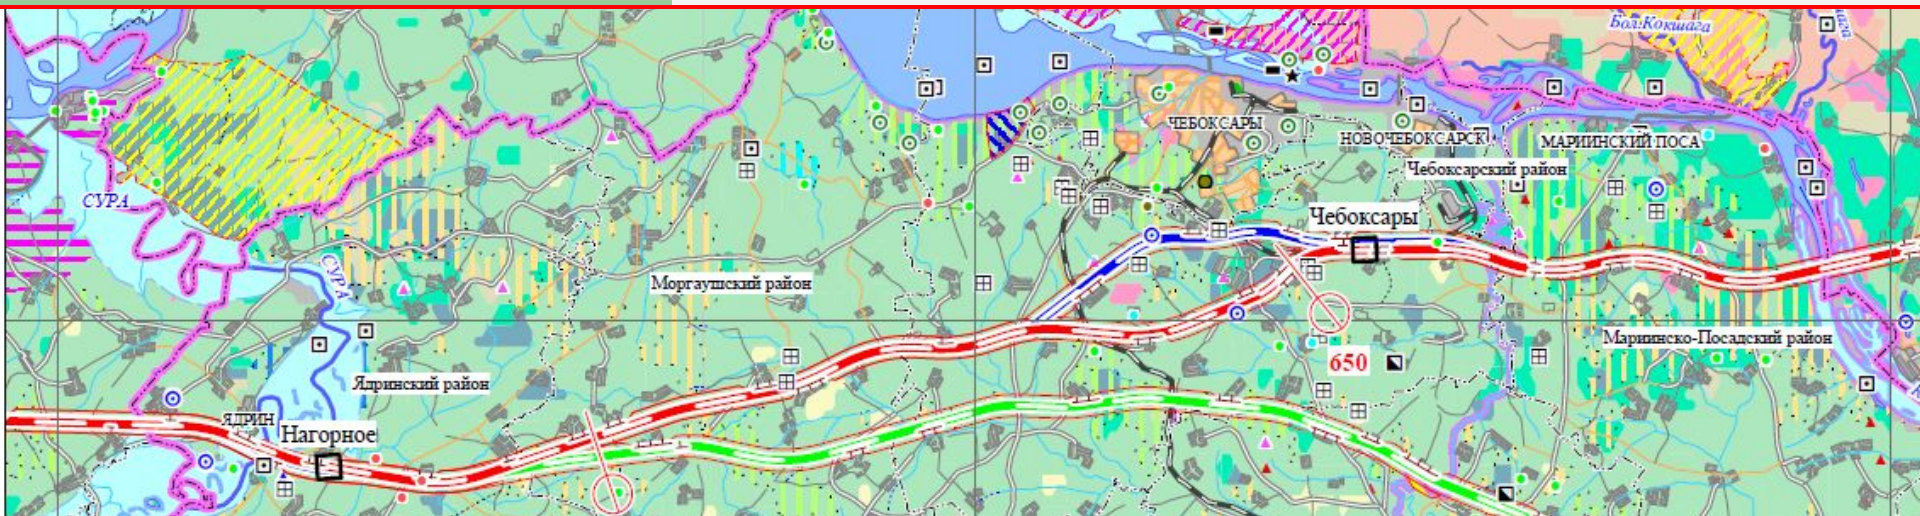 Бол.Кокшага
ЧЕБОКСАРЫ
НОВОЧЕБОКСАРСК
МАРИИНСКИЙ ПОСА
Чебоксарский район
СУРА
Чебоксары
СУРА
Моргаушский район
Мариинско-Посадский район
650
Ядринский район
ЯДРИН
Нагорное